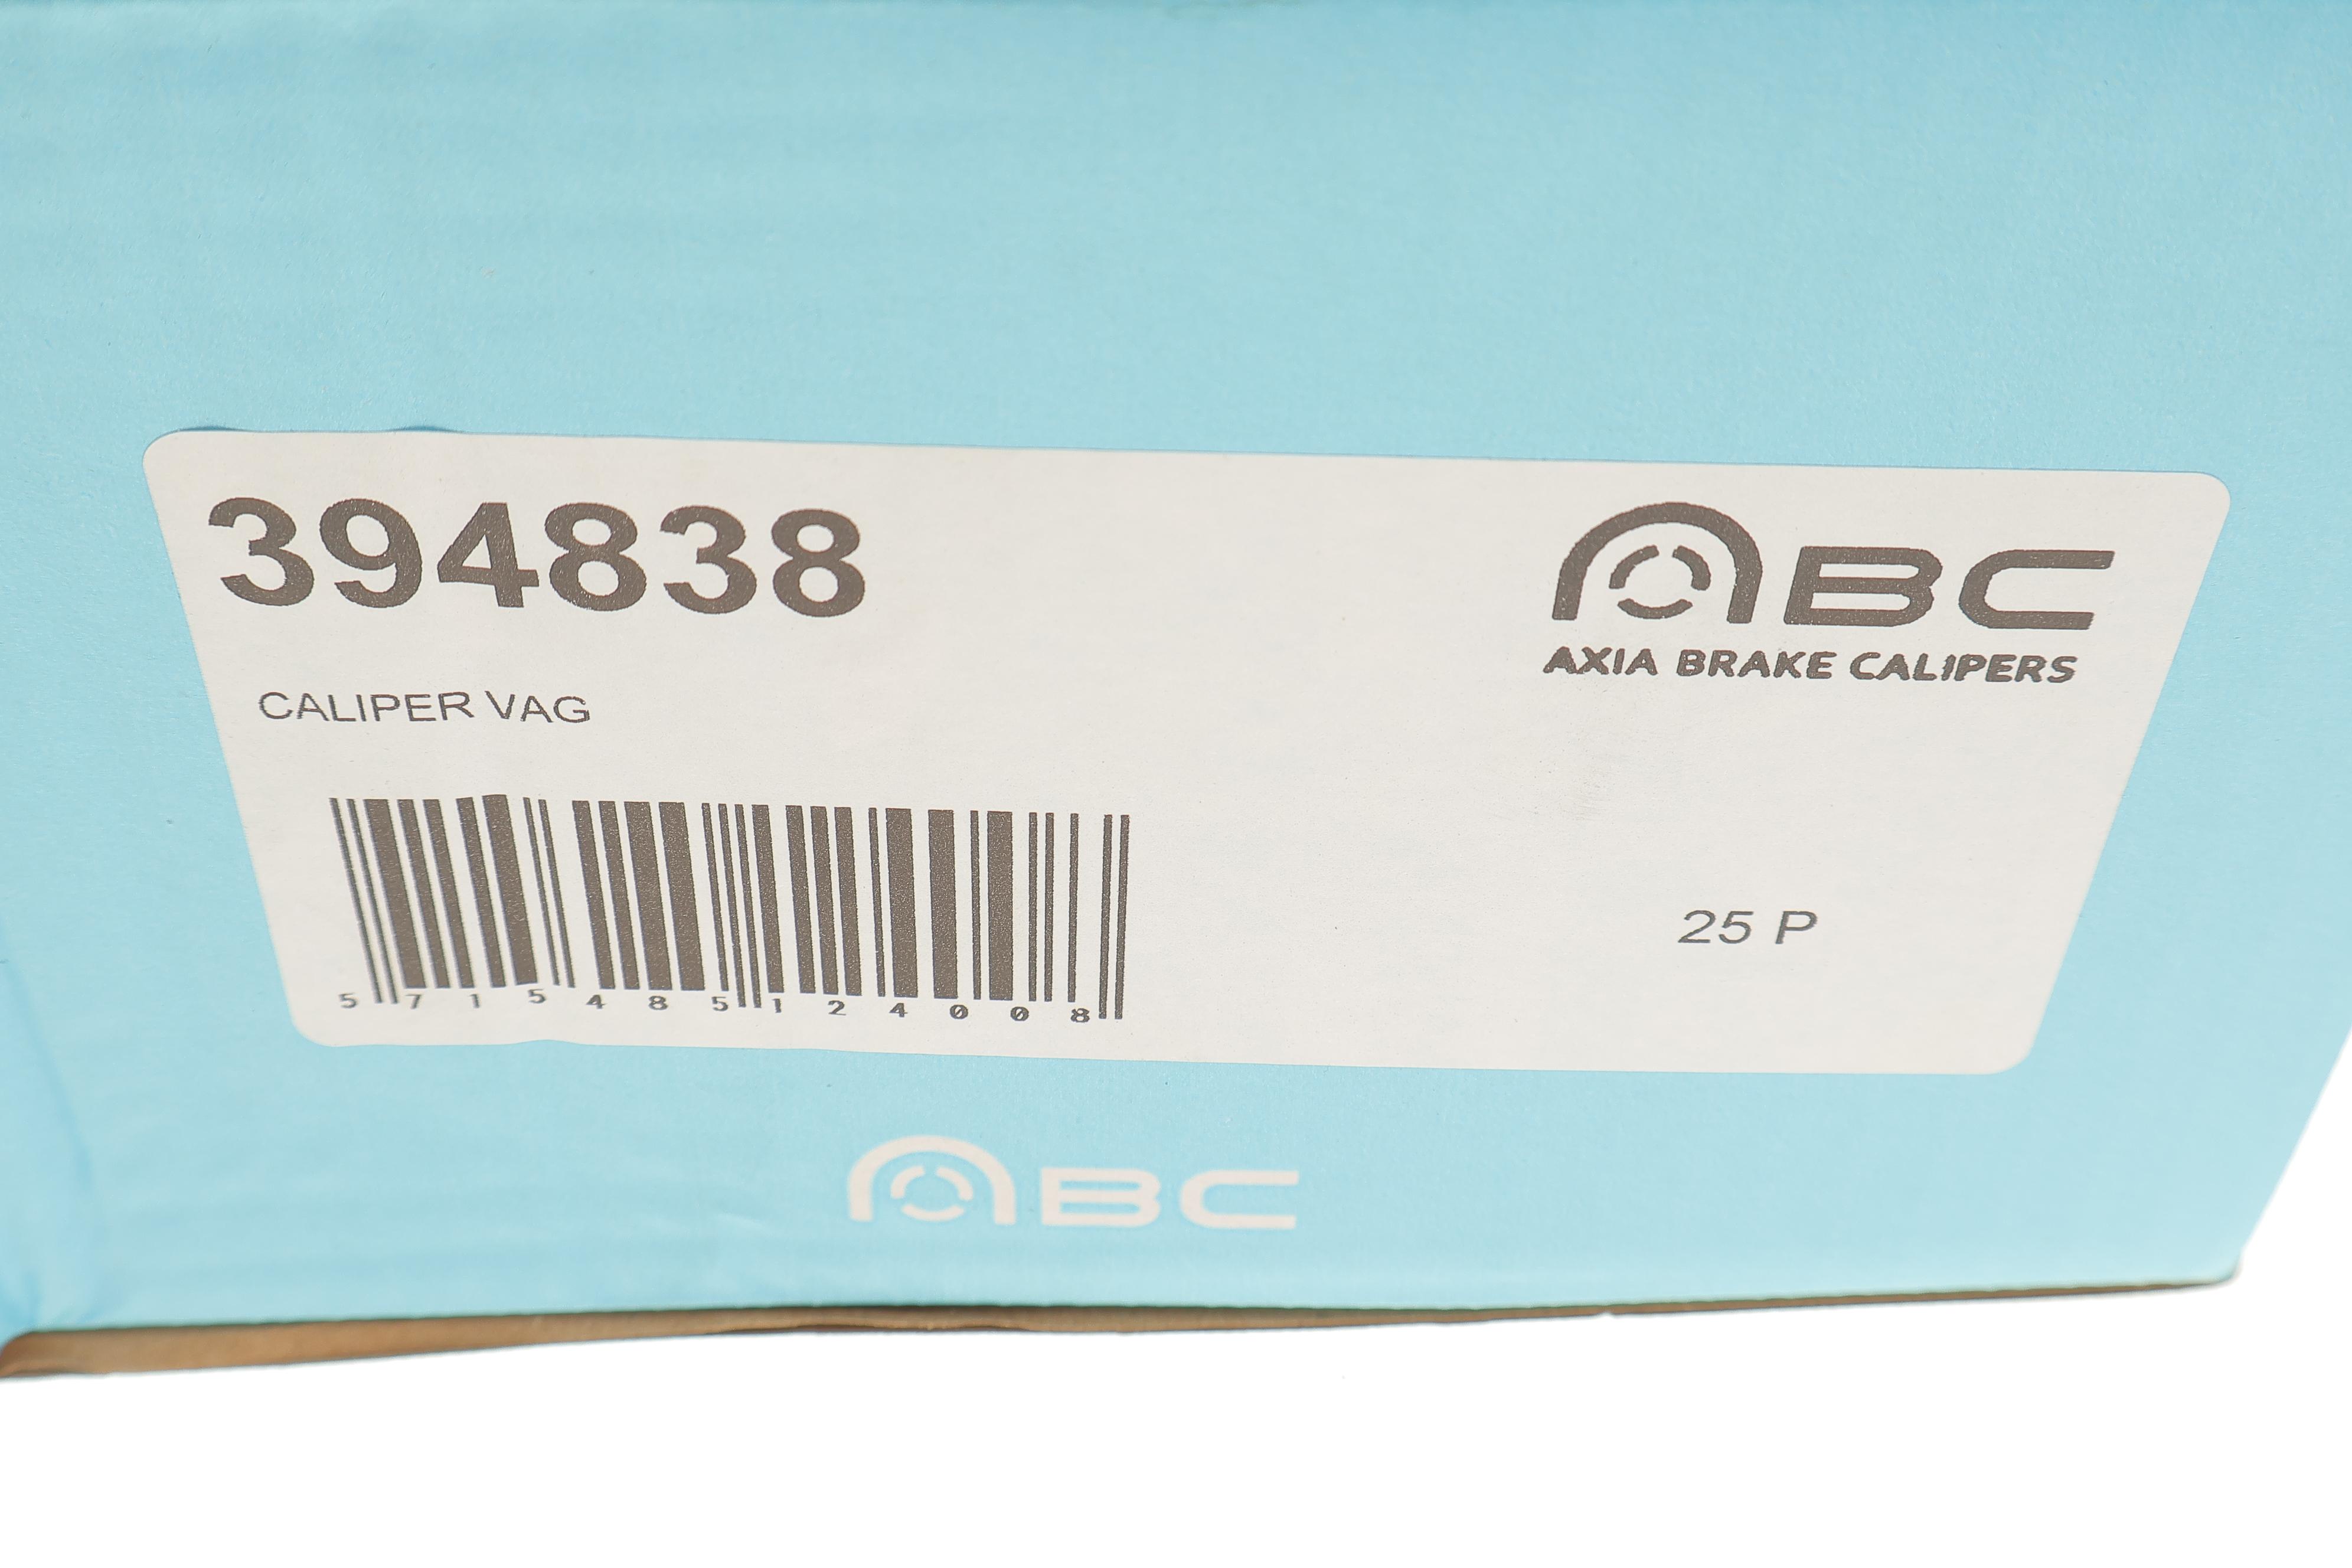 394838
ABC
AXIA BRAKE CALIPERS
CALIPER VAG
25 P
5715485124008
ABC